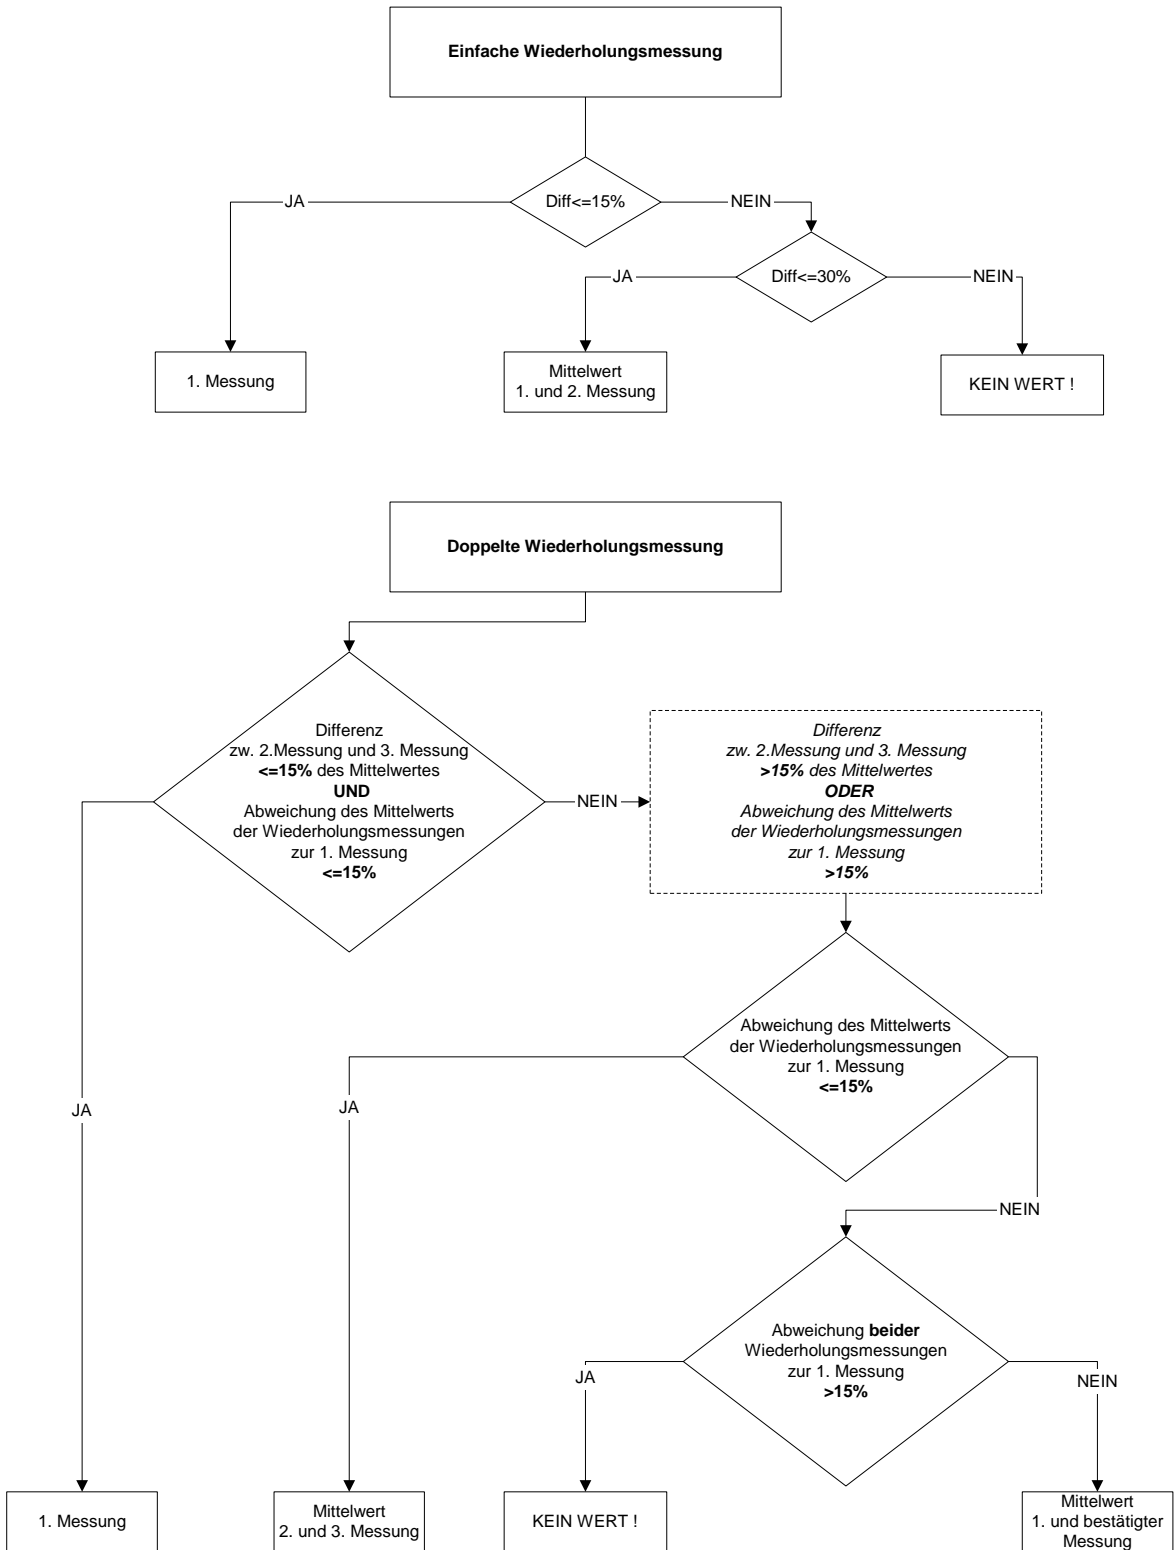 Einfache Wiederholungsmessung
JA
Diff<=15%
NEIN
JA
Diff<=30%
NEIN
1. Messung
Mittelwert
1. und 2. Messung
KEIN WERT !
Doppelte Wiederholungsmessung
Differenz
zw. 2.Messung und 3. Messung
<=15% des Mittelwertes
UND
Abweichung des Mittelwerts
der Wiederholungsmessungen
zur 1. Messung
<=15%
NEIN
Differenz
zw. 2.Messung und 3. Messung
>15% des Mittelwertes
ODER
Abweichung des Mittelwerts
der Wiederholungsmessungen
zur 1. Messung
>15%
Abweichung des Mittelwerts
der Wiederholungsmessungen
zur 1. Messung
<=15%
JA
JA
NEIN
Abweichung beider
Wiederholungsmessungen
zur 1. Messung
>15%
JA
NEIN
1. Messung
Mittelwert
2. und 3. Messung
KEIN WERT !
Mittelwert
1. und bestätigter
Messung